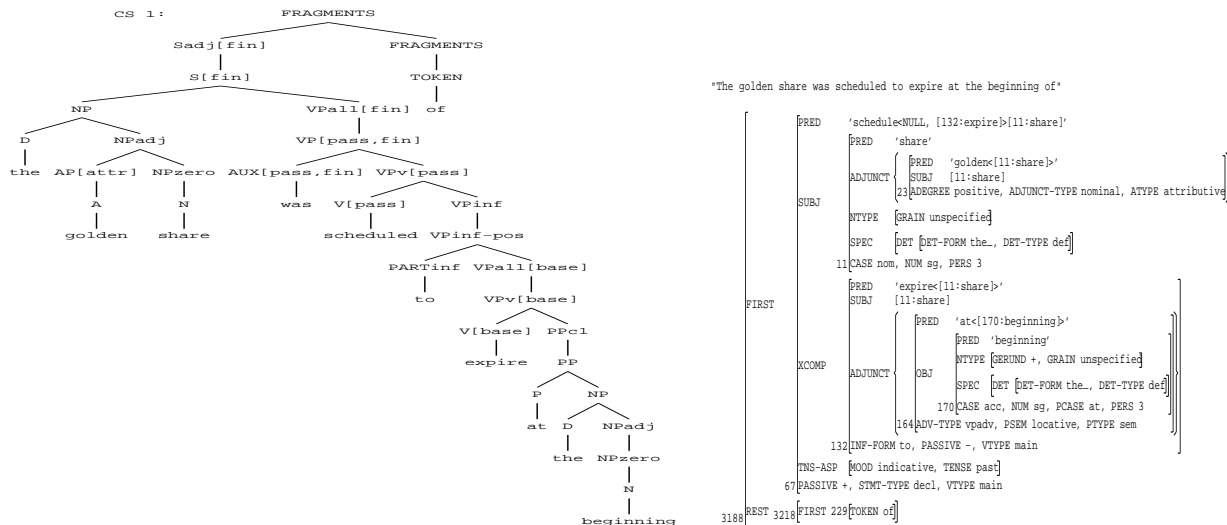 CS 1: FRAGMENTS
Sadj[fin] FRAGMENTS
S[fin] TOKEN
NP VPall[fin] of
D NPadj VP[pass,fin]
the AP[attr] NPzero AUX[pass,fin] VPv[pass]
A N was V[pass] VPinf
golden share scheduled VPinf-pos
PARTinf VPall[base]
to VPv[base]
V[base] PPcl
expire PP
P NP
at D NPadj
the NPzero
N
beginning
"The golden share was scheduled to expire at the beginning of"
PRED 'schedule<NULL, [132:expire]>[11:share]'
PRED 'share'
PRED 'golden<[11:share]>'
ADJUNCT SUBJ [11:share]
23 ADEGREE positive, ADJUNCT-TYPE nominal, ATYPE attributive
SUBJ
NTYPE GRAIN unspecified
SPEC DET DET-FORM the_, DET-TYPE def
11 CASE nom, NUM sg, PERS 3
PRED 'expire<[11:share]>'
SUBJ [11:share]
FIRST
PRED 'at<[170:beginning]>'
PRED 'beginning'
NTYPE GERUND +, GRAIN unspecified
XCOMP ADJUNCT OBJ
SPEC DET DET-FORM the_, DET-TYPE def
170 CASE acc, NUM sg, PCASE at, PERS 3
164 ADV-TYPE vpadv, PSEM locative, PTYPE sem
132 INF-FORM to, PASSIVE -, VTYPE main
TNS-ASP MOOD indicative, TENSE past
67 PASSIVE +, STMT-TYPE decl, VTYPE main
3188 REST 3218 FIRST 229 TOKEN of